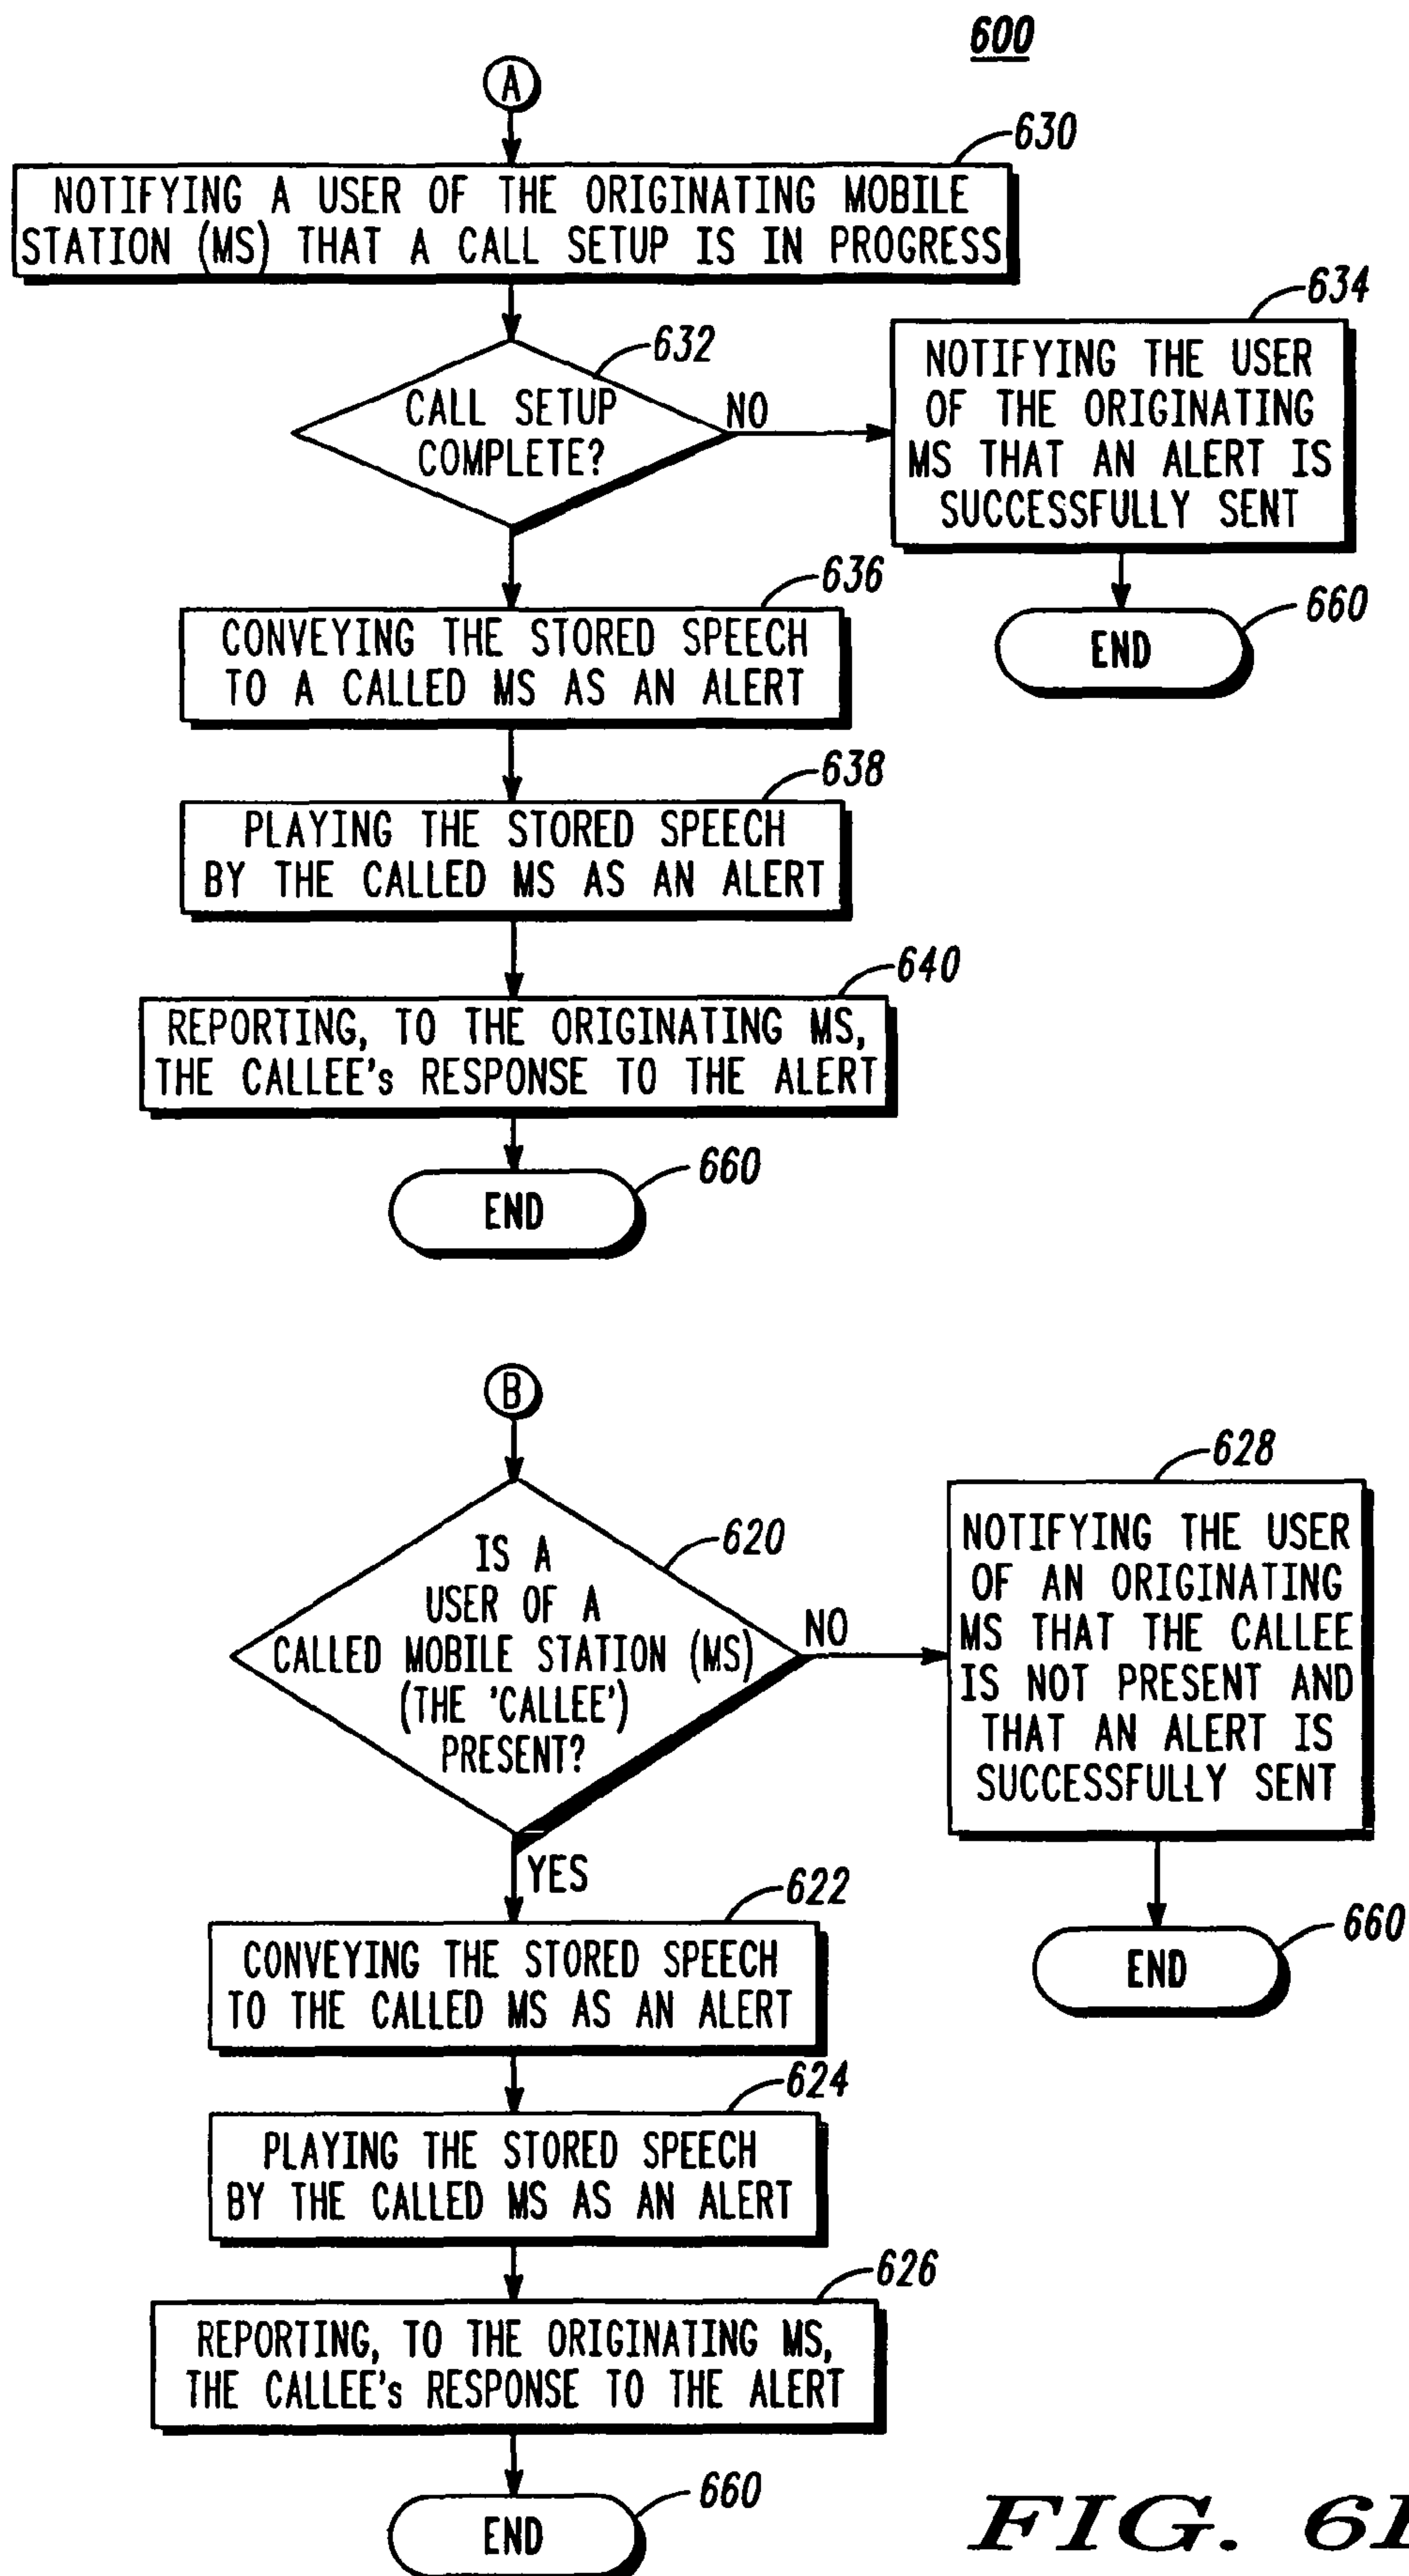 600
A
630
NOTIFYING A USER OF THE ORIGINATING MOBILE
STATION (MS) THAT A CALL SETUP IS IN PROGRESS
632
CALL SETUP
COMPLETE?
NO
634
NOTIFYING THE USER
OF THE ORIGINATING
MS THAT AN ALERT IS
SUCCESSFULLY SENT
660
END
636
CONVEYING THE STORED SPEECH
TO A CALLED MS AS AN ALERT
638
PLAYING THE STORED SPEECH
BY THE CALLED MS AS AN ALERT
640
REPORTING, TO THE ORIGINATING MS,
THE CALLEE's RESPONSE TO THE ALERT
660
END
B
620
IS A
USER OF A
CALLED MOBILE STATION (MS)
(THE 'CALLEE')
PRESENT?
NO
628
NOTIFYING THE USER
OF AN ORIGINATING
MS THAT THE CALLEE
IS NOT PRESENT AND
THAT AN ALERT IS
SUCCESSFULLY SENT
660
END
YES
622
CONVEYING THE STORED SPEECH
TO THE CALLED MS AS AN ALERT
624
PLAYING THE STORED SPEECH
BY THE CALLED MS AS AN ALERT
626
REPORTING, TO THE ORIGINATING MS,
THE CALLEE's RESPONSE TO THE ALERT
660
END
FIG.